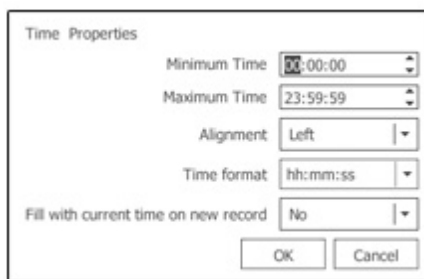 Time Properties
Minimum Time 00:00:00
Maximum Time 23:59:59
Alignment Left
Time format hh:mm:ss
Fill with current time on new record No
OK Cancel